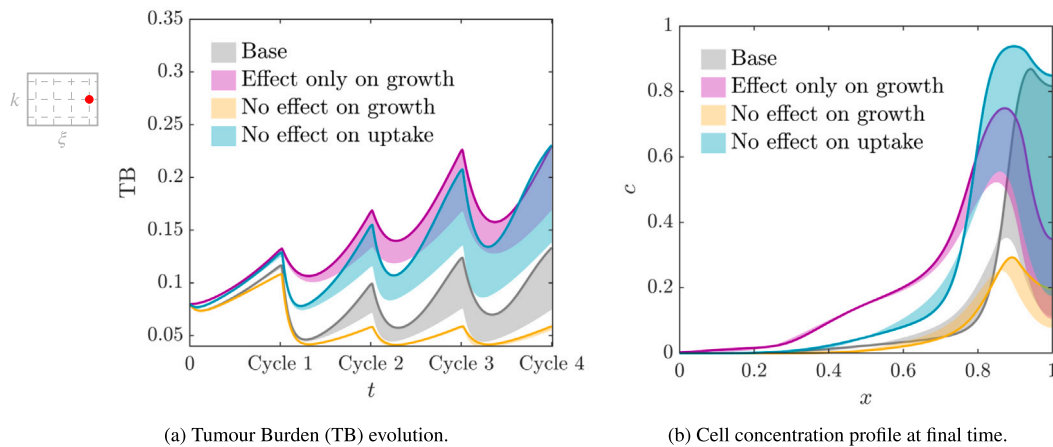 k
ξ
0.35
0.3
0.25
0.2
0.15
0.1
0.05
TB
Base
Effect only on growth
No effect on growth
No effect on uptake
0 Cycle 1 Cycle 2 Cycle 3 Cycle 4
t
(a) Tumour Burden (TB) evolution.
1
0.8
0.6
0.4
0.2
0
c
Base
Effect only on growth
No effect on growth
No effect on uptake
0 0.2 0.4 0.6 0.8 1
x
(b) Cell concentration profile at final time.